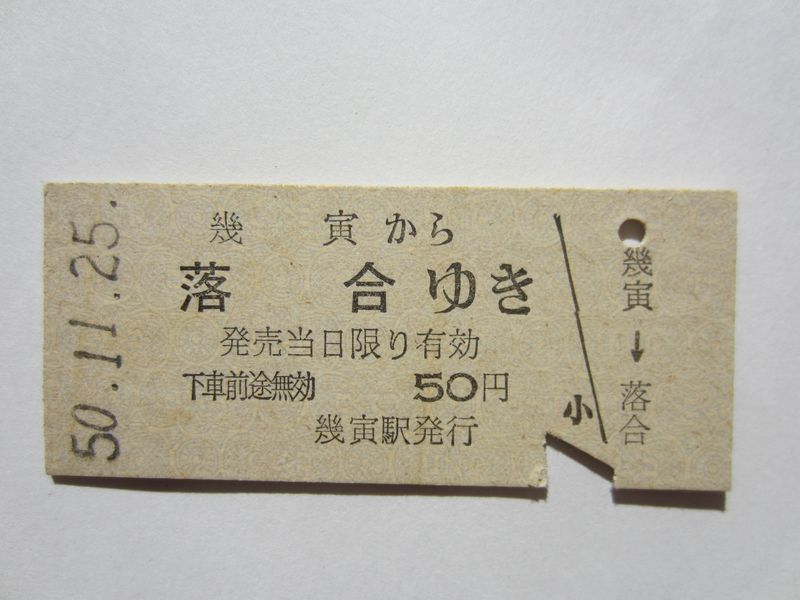 50.11.25.
幾寅から
落合ゆき
発売当日限り有効
下車前途無効 50円
幾寅駅発行
小
幾寅→落合